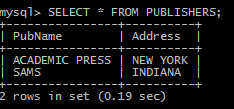 mysql> SELECT * FROM PUBLISHERS;
+----------------+----------+
| PubName | Address |
+----------------+----------+
| ACADEMIC PRESS | NEW YORK |
| SAMS | INDIANA |
+----------------+----------+
2 rows in set (0.19 sec)